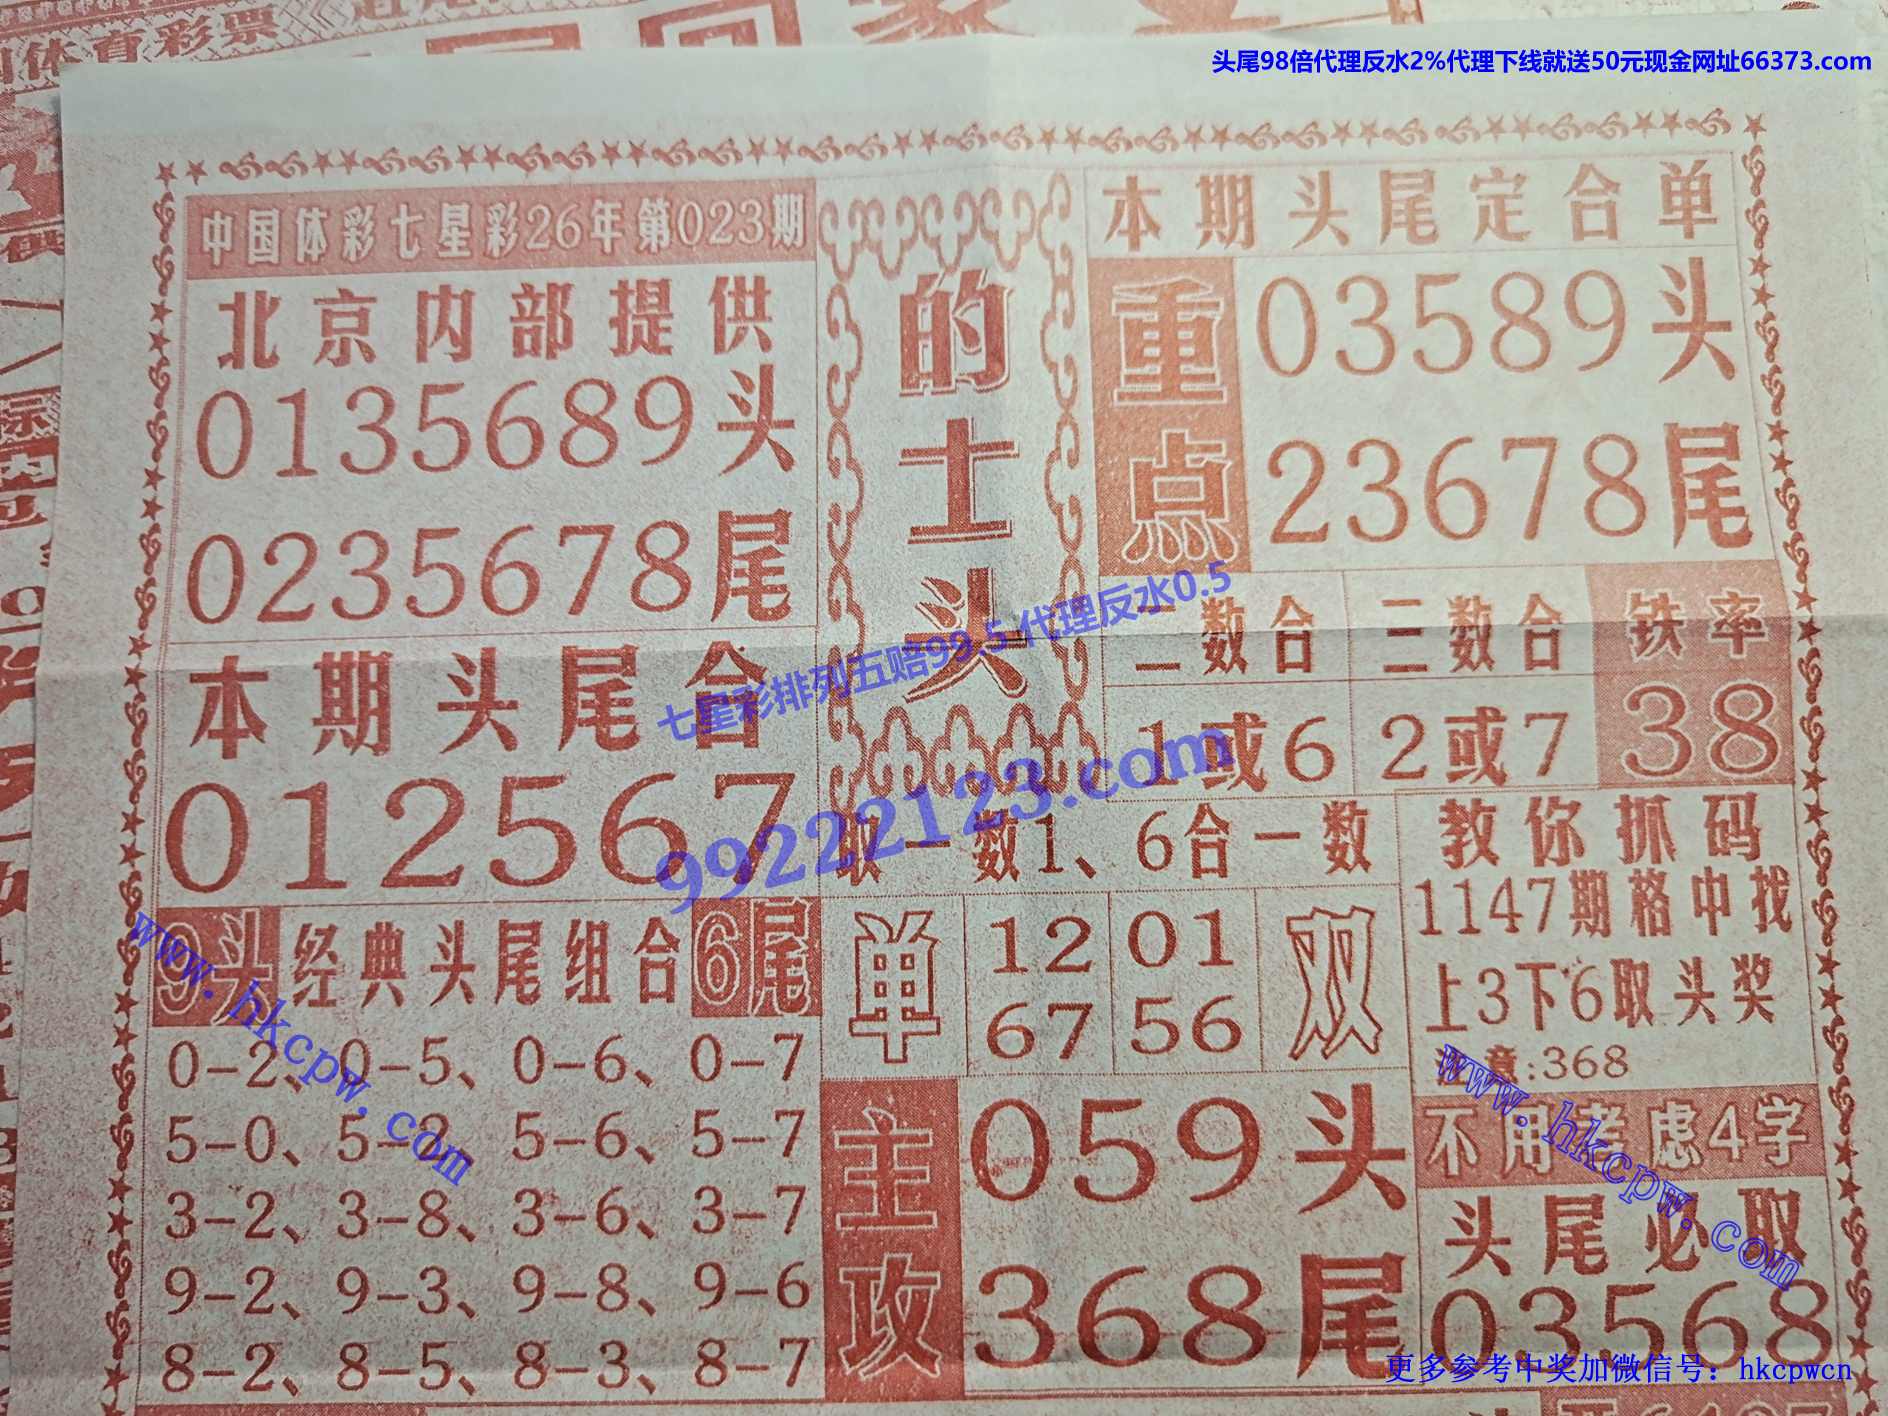 体育彩票
头尾98倍代理反水2%代理下线就送50元现金网址66373.com
中国体彩七星彩26年第023期
北京内部提供
0135689头
0235678尾
本期头尾合
012567
9头经典头尾组合6尾
0-2、0-5、0-6、0-7
5-0、5-2、5-6、5-7
3-2、3-8、3-6、3-7
9-2、9-3、9-8、9-6
8-2、8-5、8-3、8-7
的士头
七星彩排列五赔99.5代理反水0.5
99222123.com
取一数1、6合一数
单
12
67
01
56
双
主攻
059头
368尾
本期头尾定合单
重点
03589头
23678尾
二数合
三数合
铁率
1或6
2或7
38
教你抓码
1147期格中找
上3下6取头奖
注意:368
不用考虑4字
头尾必取
03568
www.hkcpw.com
www.hkcpw.com
更多参考中奖加微信号：hkcpwcn